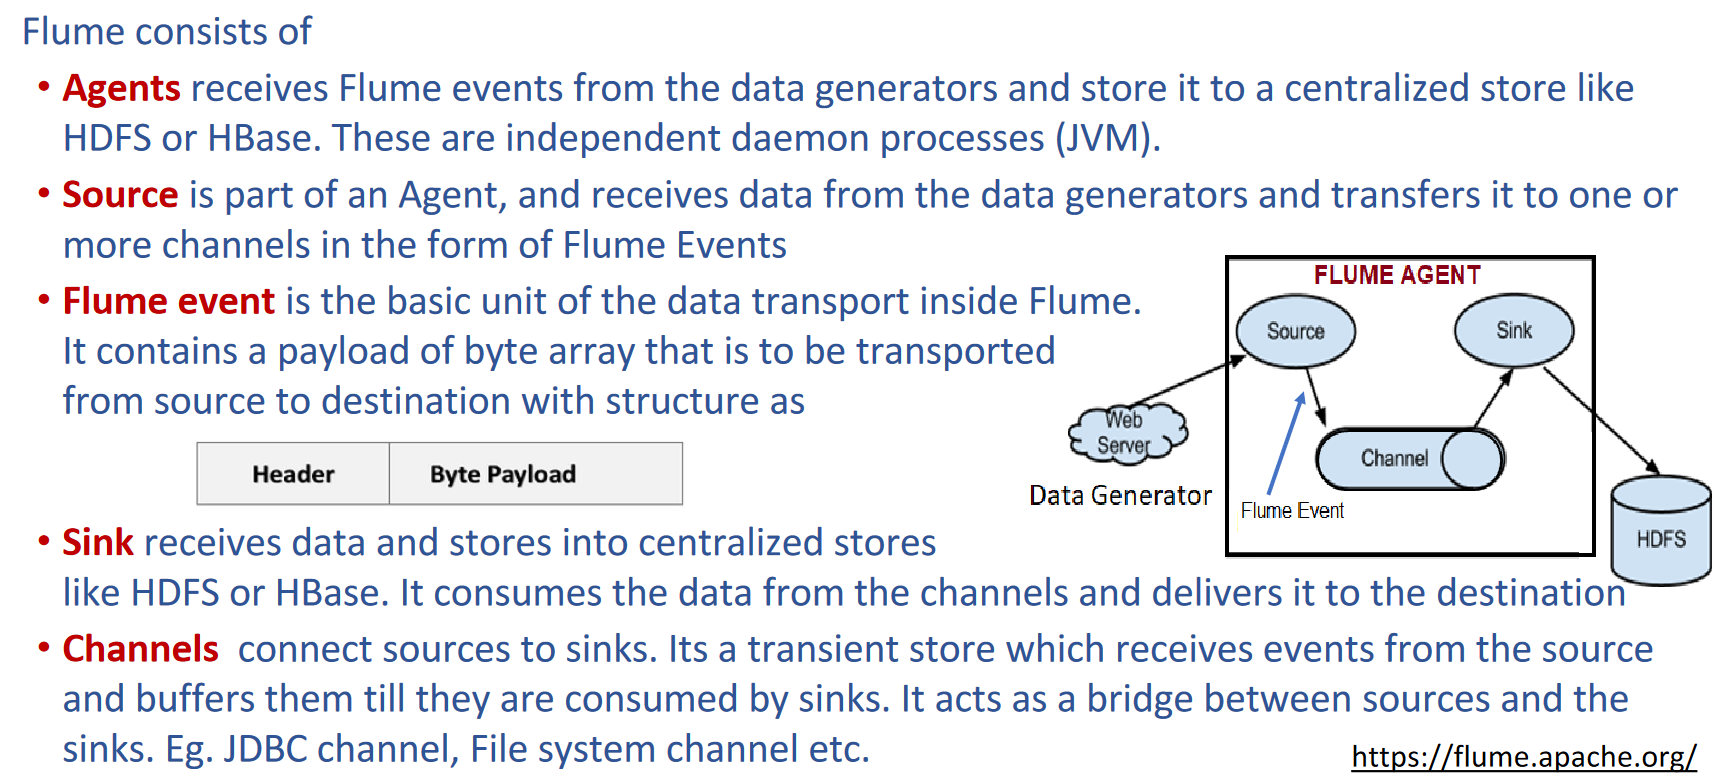 Flume consists of
• Agents receives Flume events from the data generators and store it to a centralized store like
HDFS or HBase. These are independent daemon processes (JVM).
• Source is part of an Agent, and receives data from the data generators and transfers it to one or
more channels in the form of Flume Events
• Flume event is the basic unit of the data transport inside Flume.
It contains a payload of byte array that is to be transported
from source to destination with structure as
Header Byte Payload
FLUME AGENT
Source
Sink
Web
Server
Channel
Data Generator
Flume Event
HDFS
• Sink receives data and stores into centralized stores
like HDFS or HBase. It consumes the data from the channels and delivers it to the destination
• Channels connect sources to sinks. Its a transient store which receives events from the source
and buffers them till they are consumed by sinks. It acts as a bridge between sources and the
sinks. Eg. JDBC channel, File system channel etc.
https://flume.apache.org/